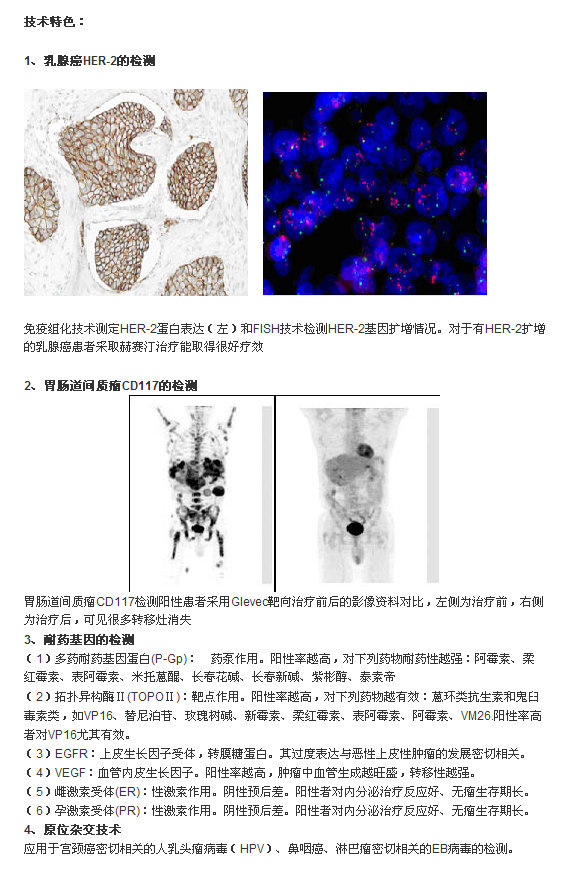 技术特色：
1、乳腺癌HER-2的检测
免疫组化技术测定HER-2蛋白表达（左）和FISH技术检测HER-2基因扩增情况。对于有HER-2扩增
的乳腺癌患者采取赫赛汀治疗能取得很好疗效
2、胃肠道间质瘤CD117的检测
胃肠道间质瘤CD117检测阳性患者采用Glevec靶向治疗前后的影像资料对比，左侧为治疗前，右侧
为治疗后，可见很多转移灶消失
3、耐药基因的检测
（1）多药耐药基因蛋白(P-Gp)： 药泵作用。阳性率越高，对下列药物耐药性越强：阿霉素、柔
红霉素、表阿霉素、米托蒽醌、长春花碱、长春新碱、紫彬醇、泰素帝
（2）拓扑异构酶Ⅱ(TOPOⅡ)：靶点作用。阳性率越高，对下列药物越有效：蒽环类抗生素和鬼臼
毒素类，如VP16、替尼泊苷、玫瑰树碱、新霉素、柔红霉素、表阿霉素、阿霉素、VM26.阳性率高
者对VP16尤其有效。
（3）EGFR：上皮生长因子受体，转膜糖蛋白。其过度表达与恶性上皮性肿瘤的发展密切相关。
（4）VEGF：血管内皮生长因子。阳性率越高，肿瘤中血管生成越旺盛，转移性越强。
（5）雌激素受体(ER)：性激素作用。阴性预后差。阳性者对内分泌治疗反应好、无瘤生存期长。
（6）孕激素受体(PR)：性激素作用。阴性预后差。阳性者对内分泌治疗反应好、无瘤生存期长。
4、原位杂交技术
应用于宫颈癌密切相关的人乳头瘤病毒（HPV）、鼻咽癌、淋巴瘤密切相关的EB病毒的检测。